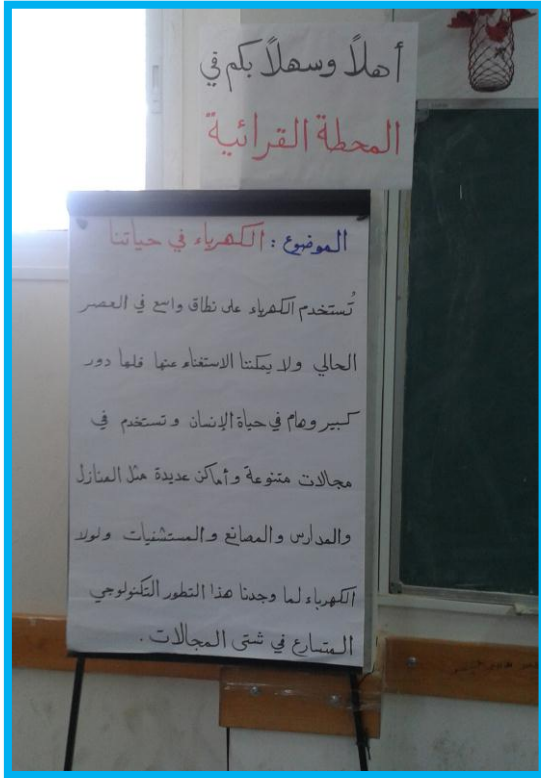 أهلاً وسهلاً بكم في
المحطة القرائية
الموضوع : الكهرباء في حياتنا
تُستخدم الكهرباء على نطاق واسع في العصر
الحالي ولا يمكننا الاستغناء عنها فلها دور
كبير وهام في حياة الإنسان وتستخدم في
مجالات متنوعة وأماكن عديدة مثل المنازل
والمدارس والمصانع والمستشفيات ولولا
الكهرباء لما وجدنا هذا التطور التكنولوجي
المتسارع في شتى المجالات .